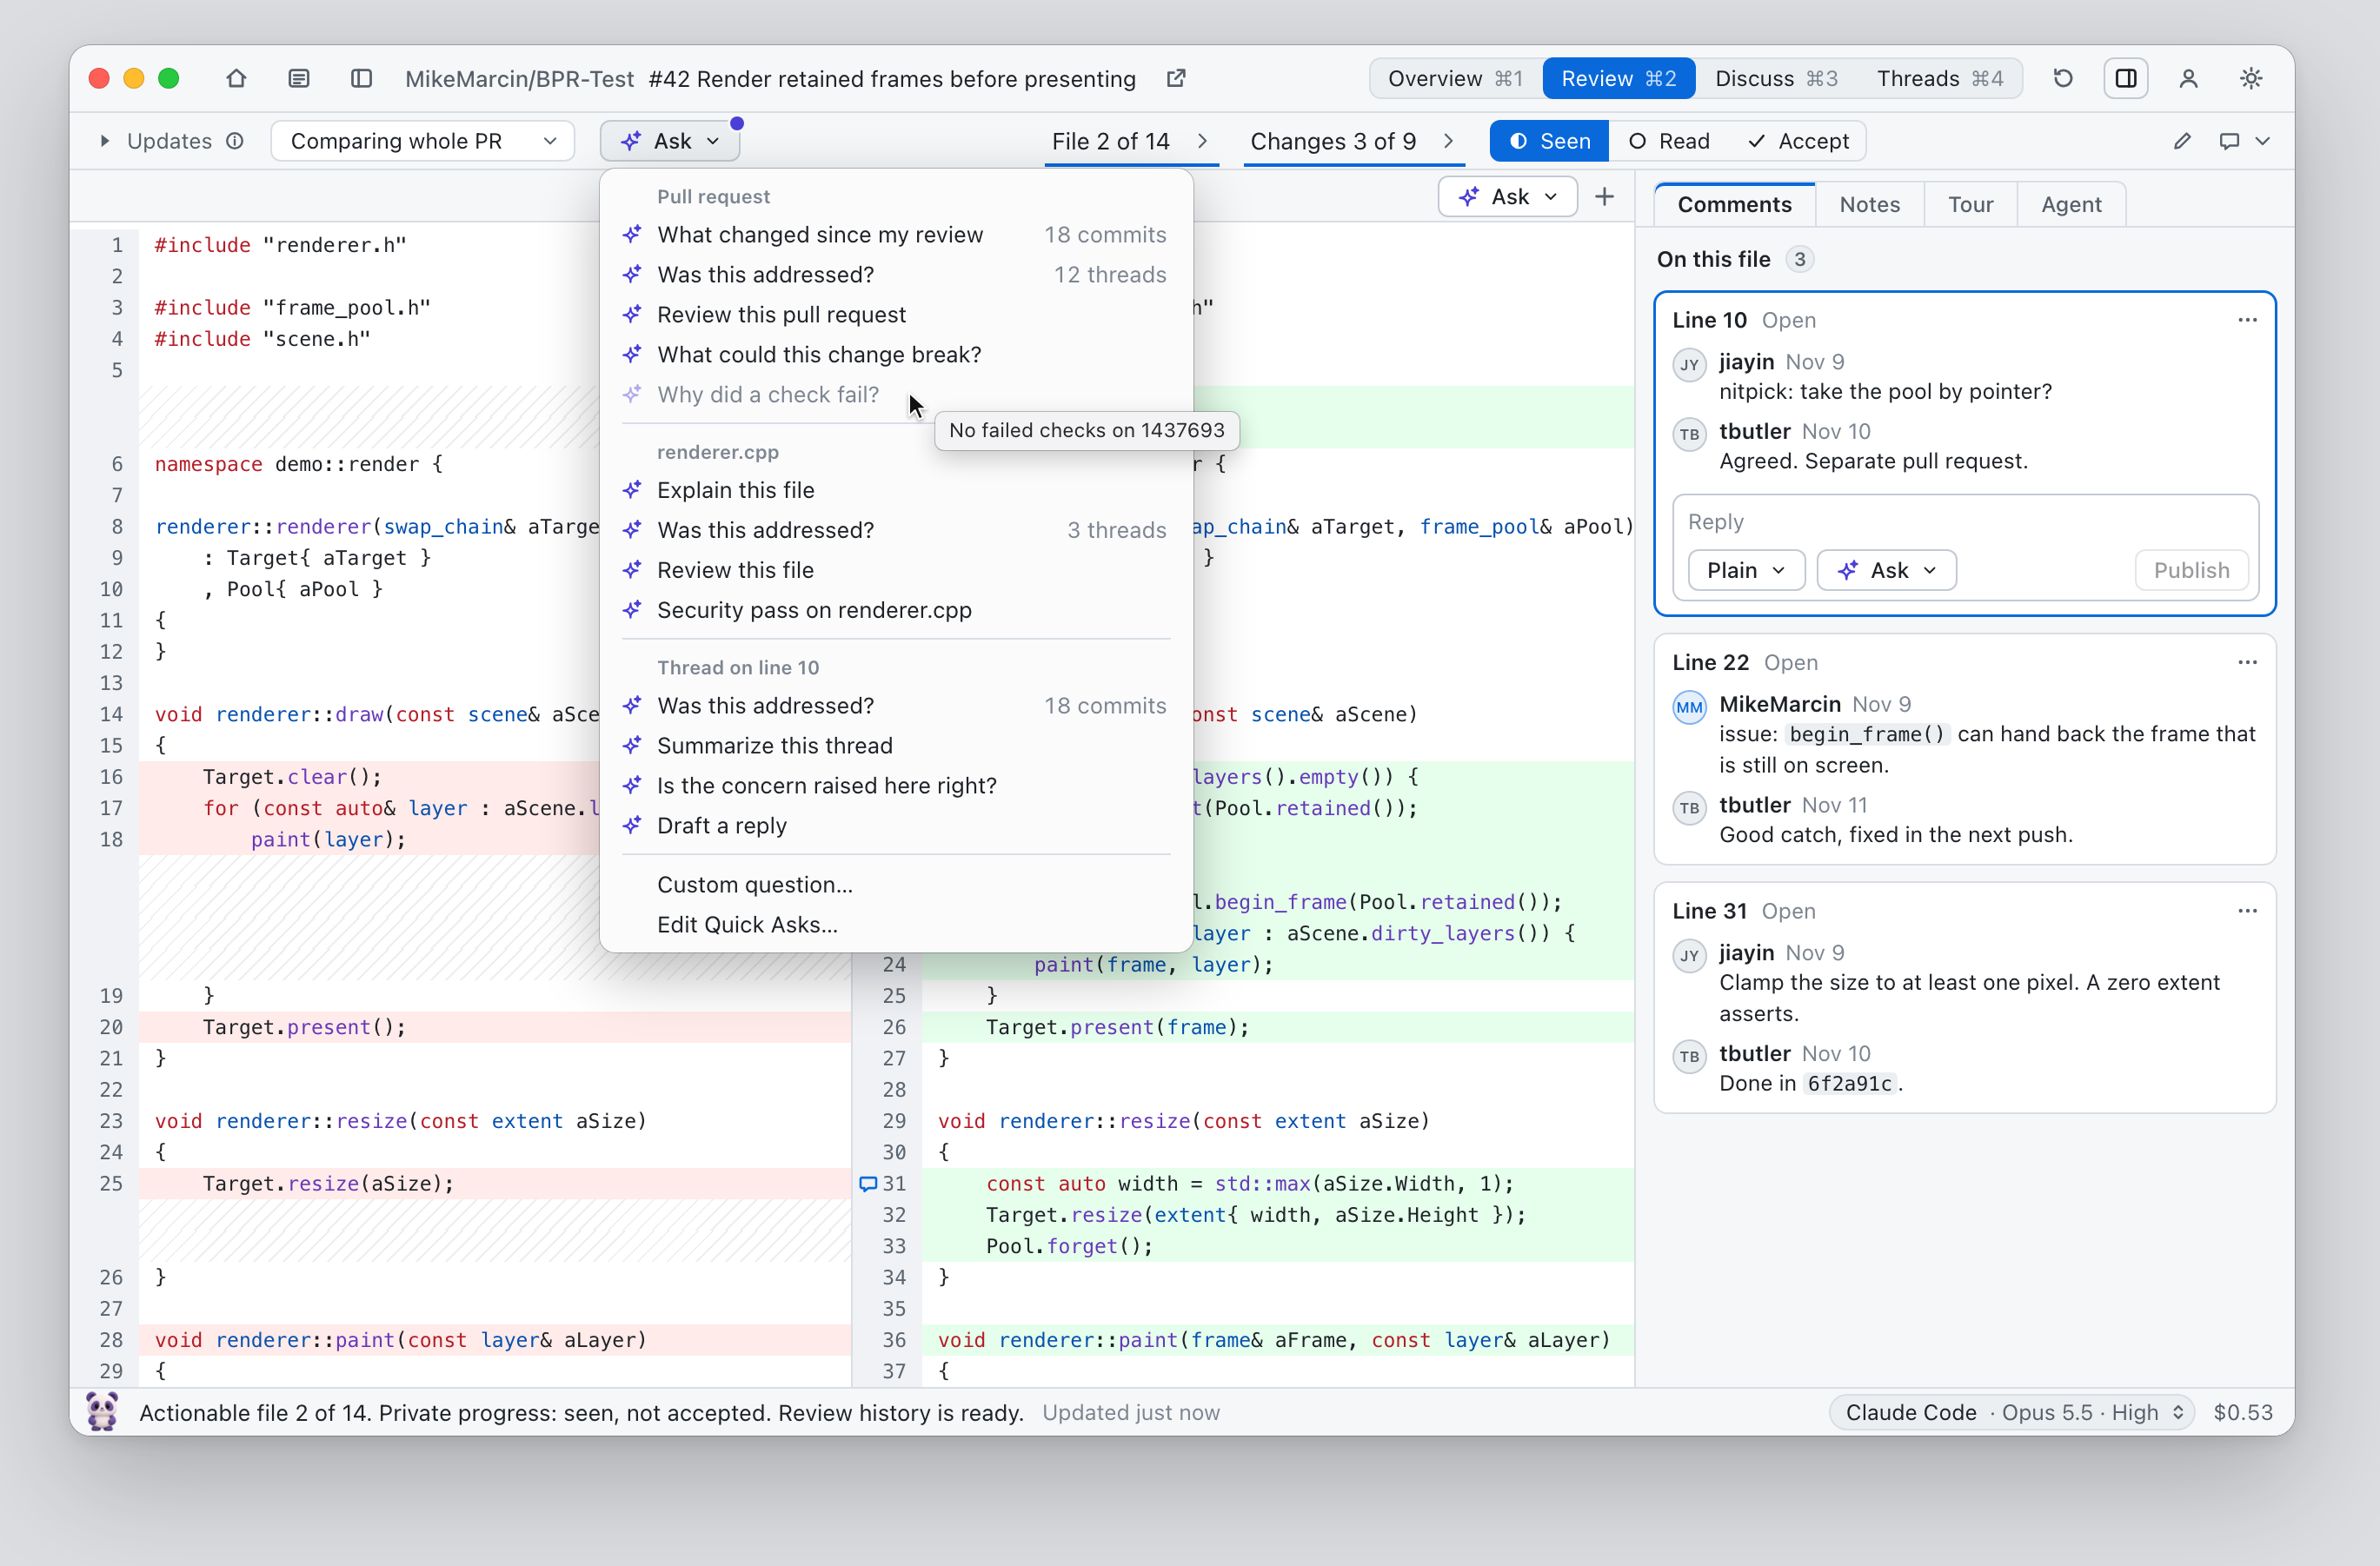 MikeMarcin/BPR-Test #42 Render retained frames before presenting
Overview ⌘1 Review ⌘2 Discuss ⌘3 Threads ⌘4
Updates Comparing whole PR Ask File 2 of 14 Changes 3 of 9 Seen Read Accept
Ask
Pull request
What changed since my review 18 commits
Was this addressed? 12 threads
Review this pull request
What could this change break?
Why did a check fail?
No failed checks on 1437693
renderer.cpp
Explain this file
Was this addressed? 3 threads
Review this file
Security pass on renderer.cpp
Thread on line 10
Was this addressed? 18 commits
Summarize this thread
Is the concern raised here right?
Draft a reply
Custom question...
Edit Quick Asks...
1 #include "renderer.h"
2
3 #include "frame_pool.h"
4 #include "scene.h"
5
6 namespace demo::render {
7
8 renderer::renderer(swap_chain& aTarge
9 : Target{ aTarget }
10 , Pool{ aPool }
11 {
12 }
13
14 void renderer::draw(const scene& aSce
15 {
16 Target.clear();
17 for (const auto& layer : aScene.l
18 paint(layer);
19 }
20 Target.present();
21 }
22
23 void renderer::resize(const extent aSize)
24 {
25 Target.resize(aSize);
26 }
27
28 void renderer::paint(const layer& aLayer)
29 {
h"
r {
ap_chain& aTarget, frame_pool& aPool)
}
onst scene& aScene)
layers().empty()) {
t(Pool.retained());
l.begin_frame(Pool.retained());
layer : aScene.dirty_layers()) {
24 paint(frame, layer);
25 }
26 Target.present(frame);
27 }
28
29 void renderer::resize(const extent aSize)
30 {
31 const auto width = std::max(aSize.Width, 1);
32 Target.resize(extent{ width, aSize.Height });
33 Pool.forget();
34 }
35
36 void renderer::paint(frame& aFrame, const layer& aLayer)
37 {
Comments Notes Tour Agent
On this file 3
Line 10 Open
JY jiayin Nov 9
nitpick: take the pool by pointer?
TB tbutler Nov 10
Agreed. Separate pull request.
Reply
Plain Ask Publish
Line 22 Open
MM MikeMarcin Nov 9
issue: begin_frame() can hand back the frame that
is still on screen.
TB tbutler Nov 11
Good catch, fixed in the next push.
Line 31 Open
JY jiayin Nov 9
Clamp the size to at least one pixel. A zero extent
asserts.
TB tbutler Nov 10
Done in 6f2a91c.
Actionable file 2 of 14. Private progress: seen, not accepted. Review history is ready. Updated just now
Claude Code · Opus 5.5 · High $0.53